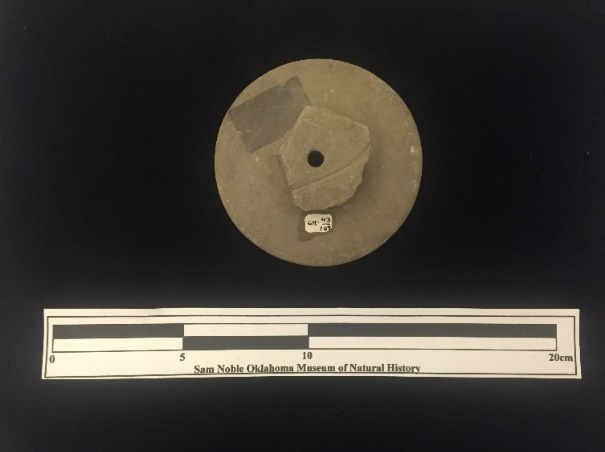 0 5 10 20cm
Sam Noble Oklahoma Museum of Natural History